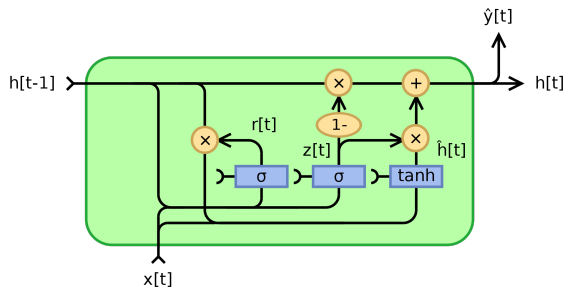 ŷ[t]
h[t-1]
×
+
h[t]
r[t]
1-
×
z[t]
×
ĥ[t]
σ
σ
tanh
x[t]